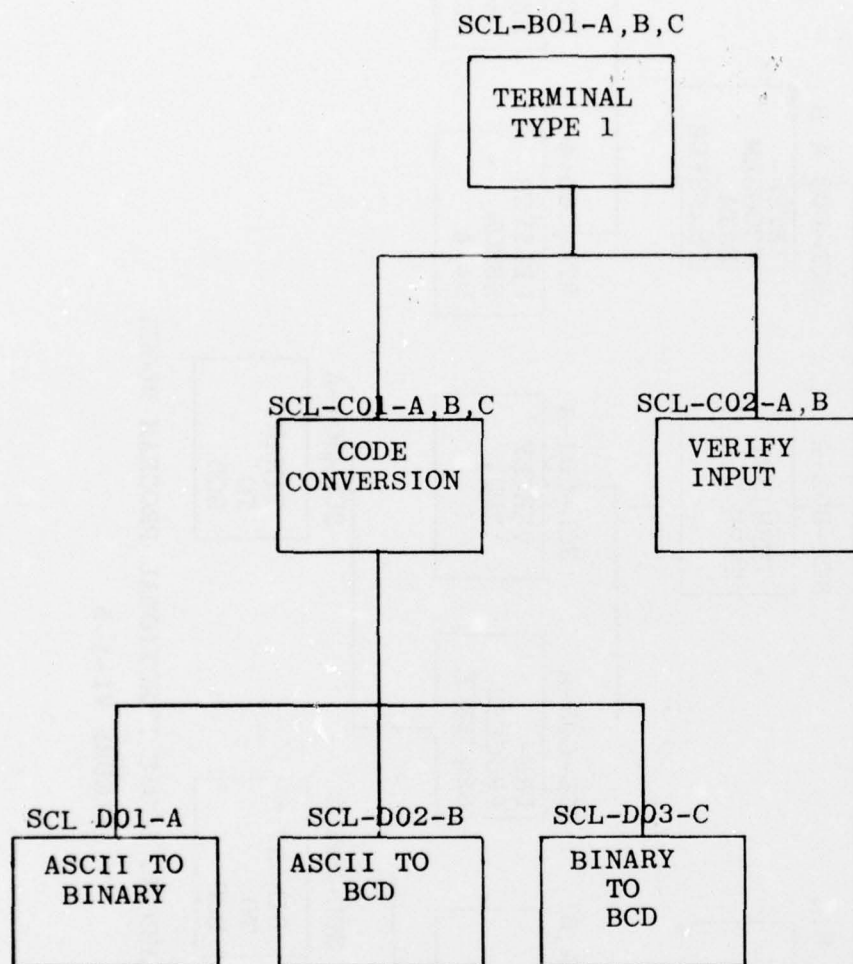 SCL-B01-A,B,C
TERMINAL
TYPE 1
SCL-C01-A,B,C
SCL-C02-A,B
CODE
CONVERSION
VERIFY
INPUT
SCL D01-A
SCL-D02-B
SCL-D03-C
ASCII TO
BINARY
ASCII TO
BCD
BINARY
TO
BCD